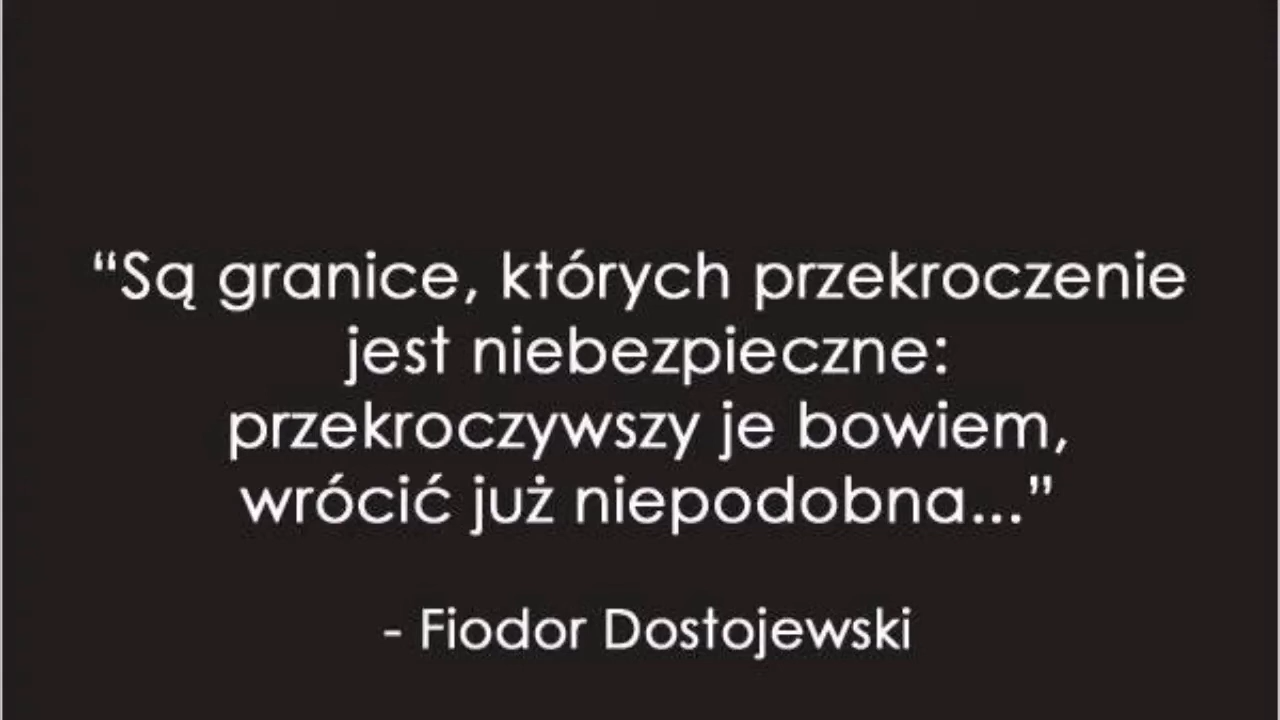 “Są granice, których przekroczenie
jest niebezpieczne:
przekroczywszy je bowiem,
wrócić już niepodobna...”
- Fiodor Dostojewski